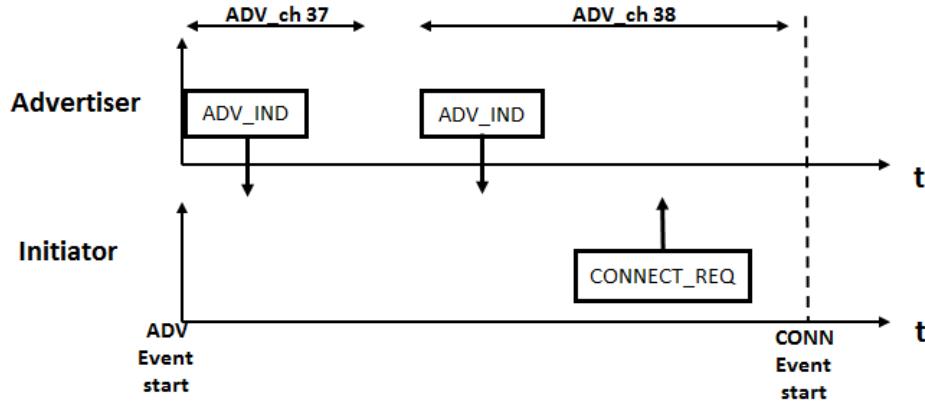 ADV_ch 37
ADV_ch 38
Advertiser
ADV_IND
ADV_IND
t
Initiator
CONNECT_REQ
t
ADV
Event
start
CONN
Event
start